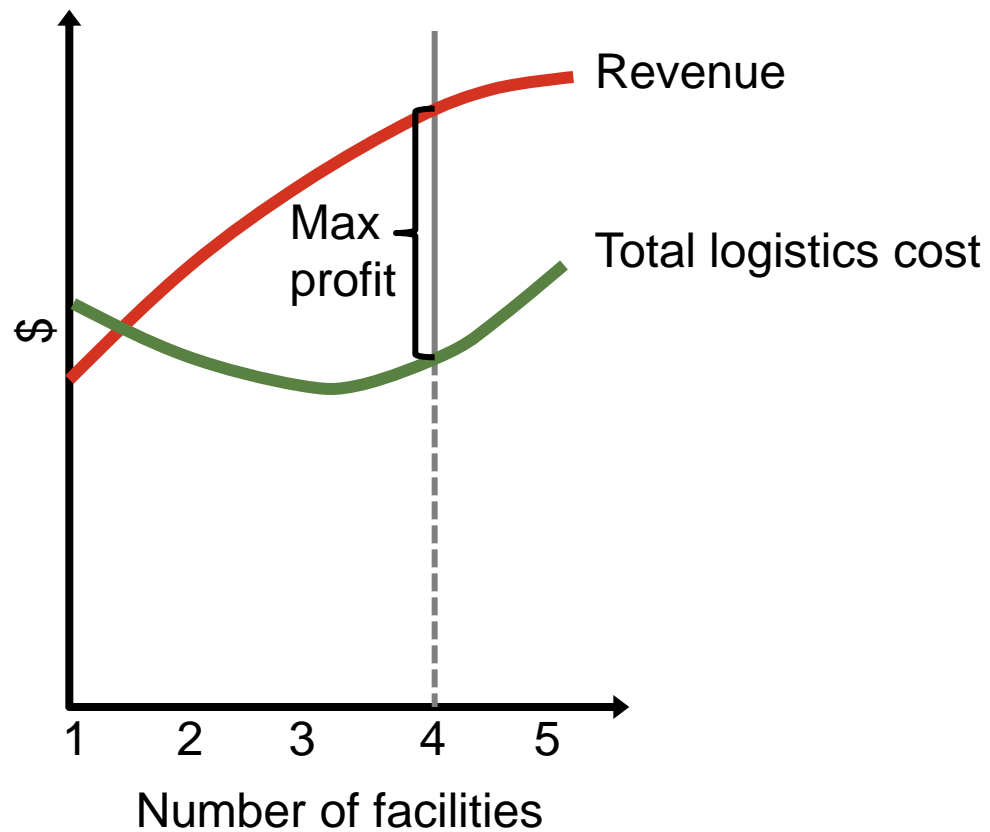 Revenue
Max
profit
Total logistics cost
$
1 2 3 4 5
Number of facilities